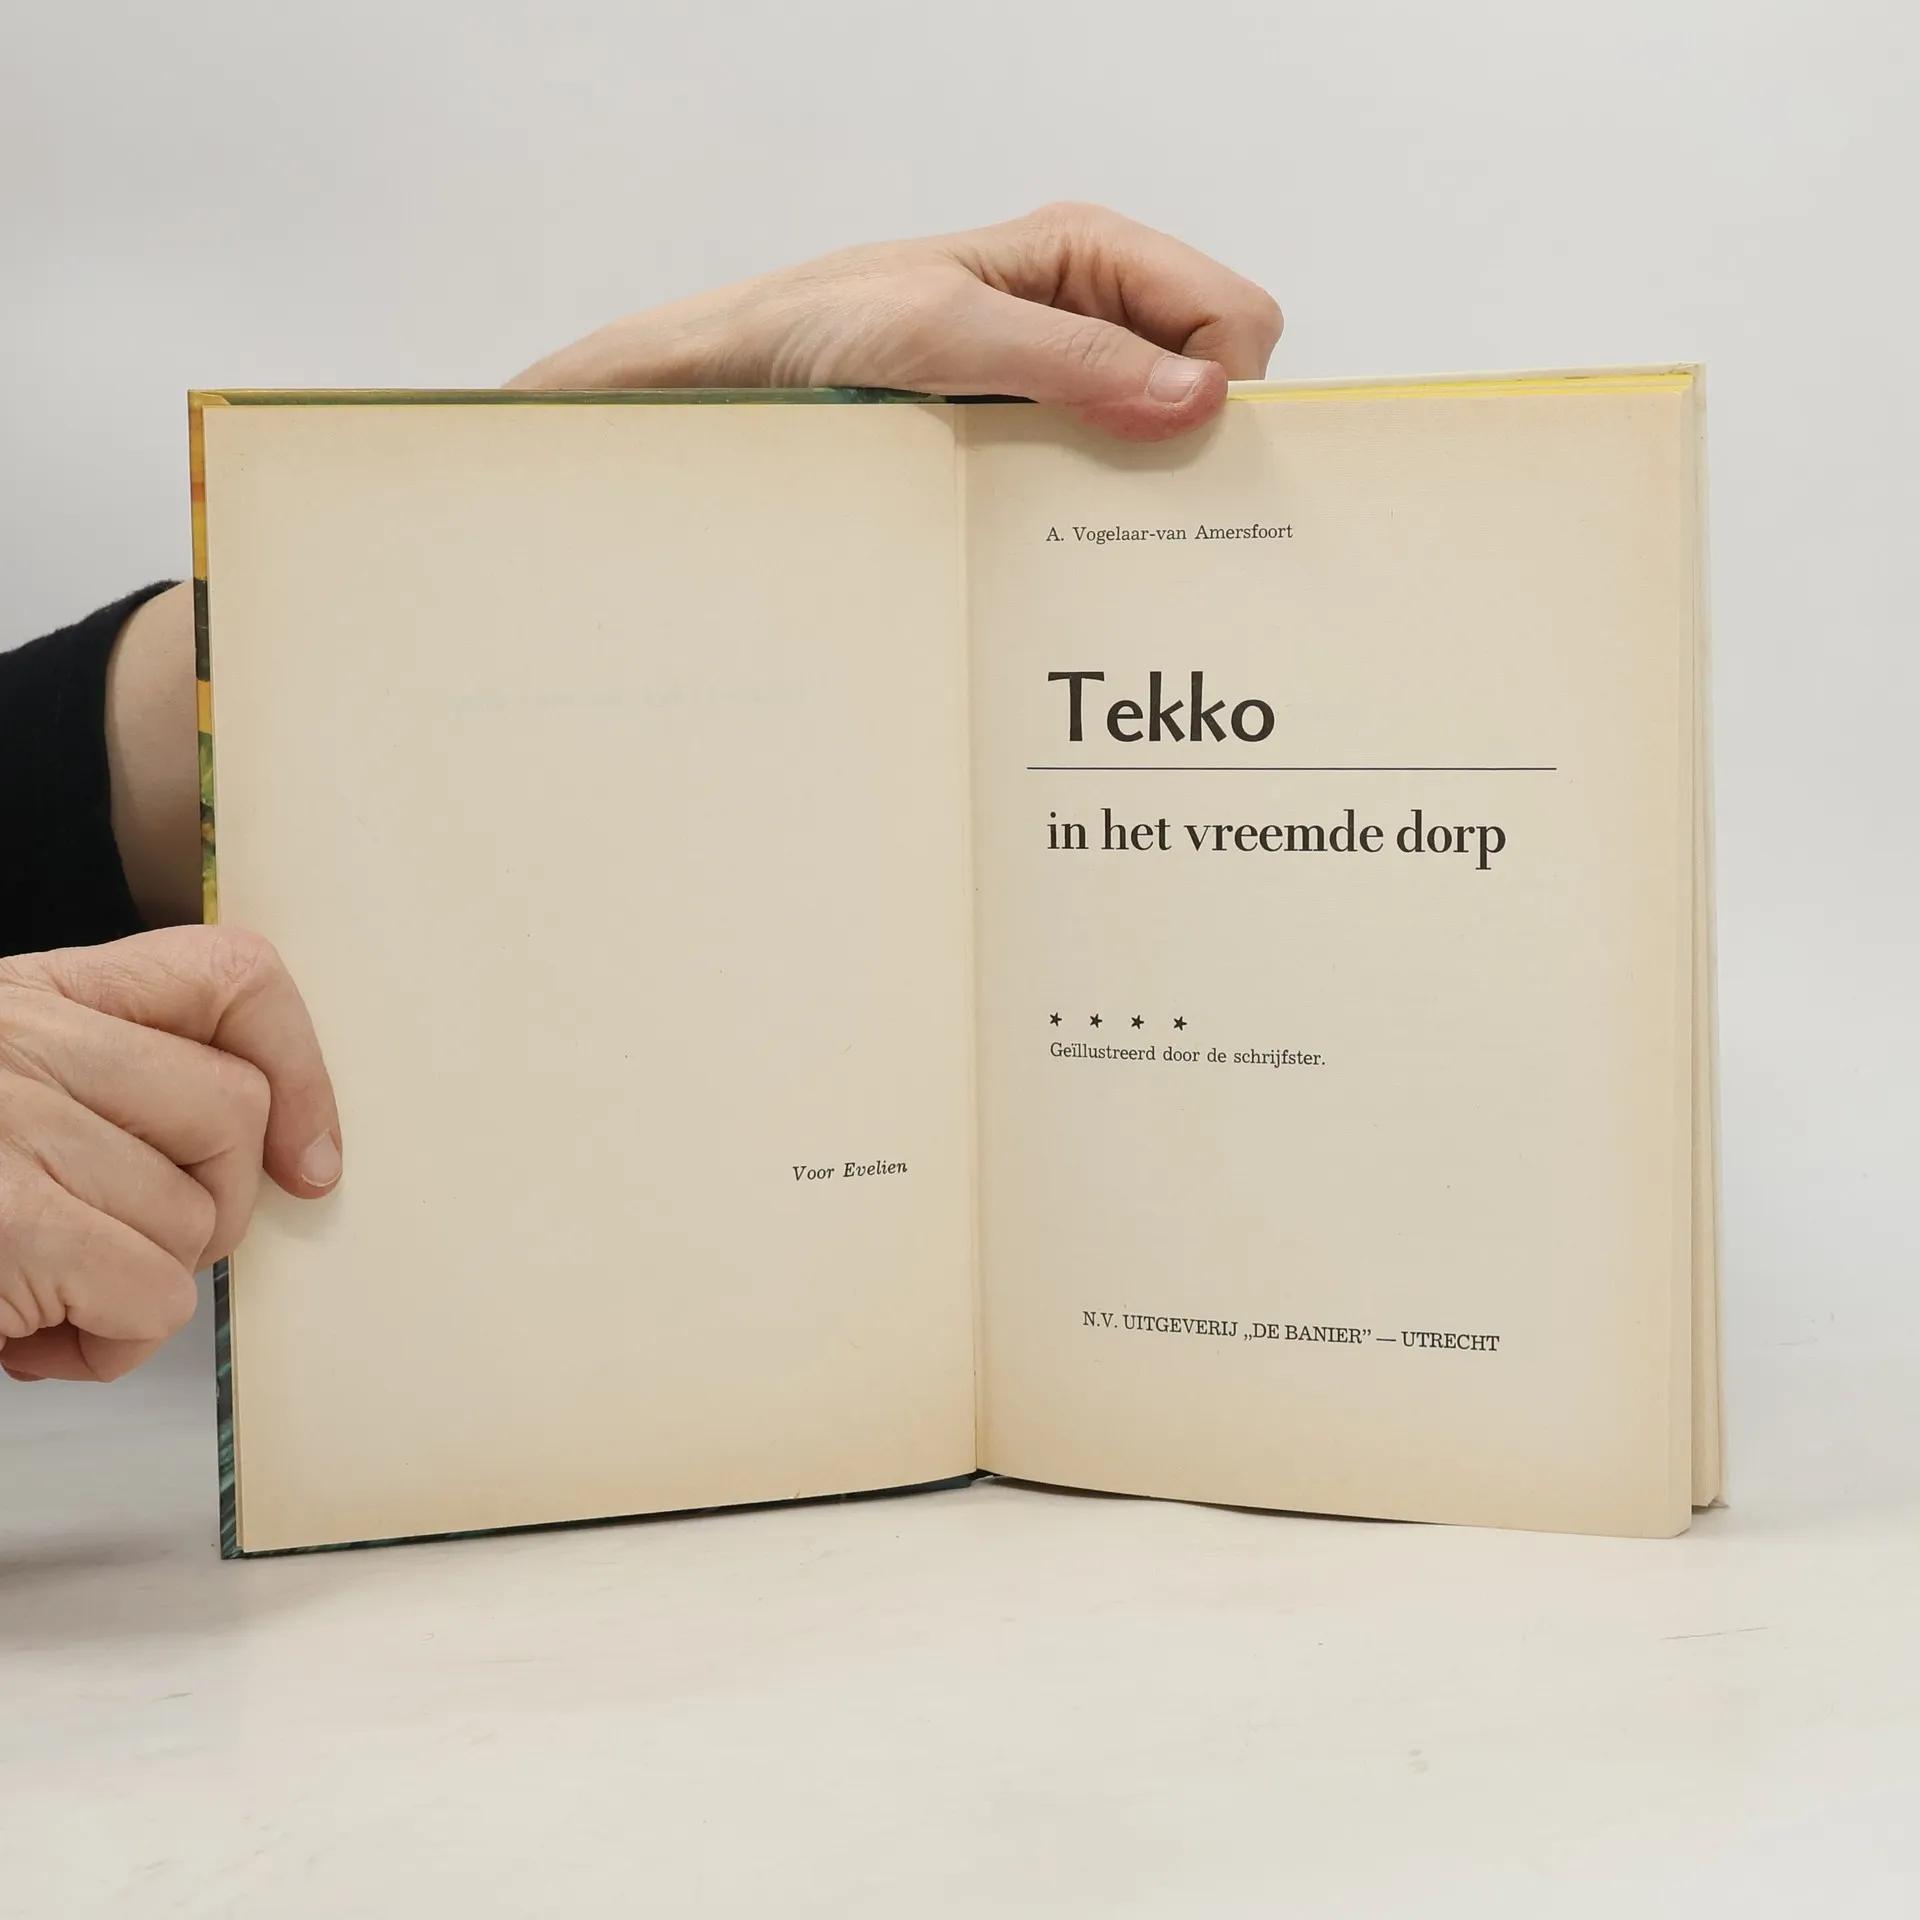 Voor Evelien
A. Vogelaar-van Amersfoort
Tekko
in het vreemde dorp
* * * *
Geïllustreerd door de schrijfster.
N.V. UITGEVERIJ „DE BANIER” — UTRECHT